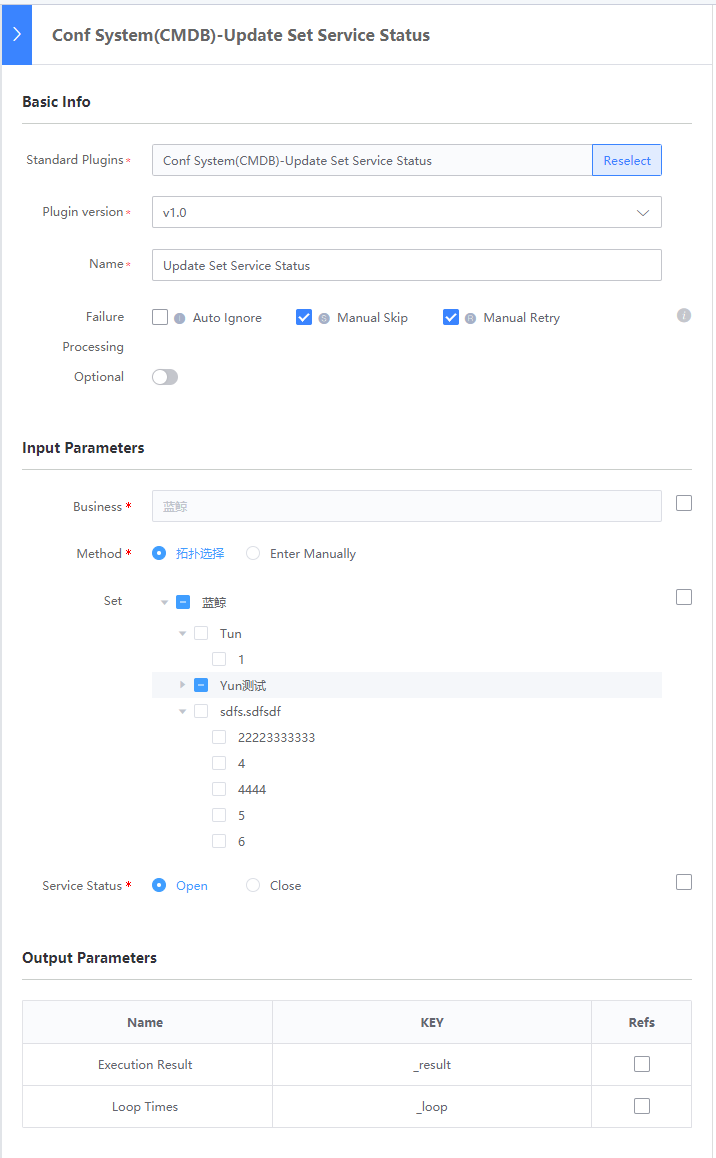 Conf System(CMDB)-Update Set Service Status
Basic Info
Standard Plugins* Conf System(CMDB)-Update Set Service Status Reselect
Plugin version* v1.0
Name* Update Set Service Status
Failure Processing Auto Ignore S Manual Skip R Manual Retry i
Optional
Input Parameters
Business * 蓝鲸
Method * 拓扑选择 Enter Manually
Set 蓝鲸
Tun
1
Yun测试
sdfs.sdfsdf
22223333333
4
4444
5
6
Service Status * Open Close
Output Parameters
Name KEY Refs
Execution Result _result
Loop Times _loop